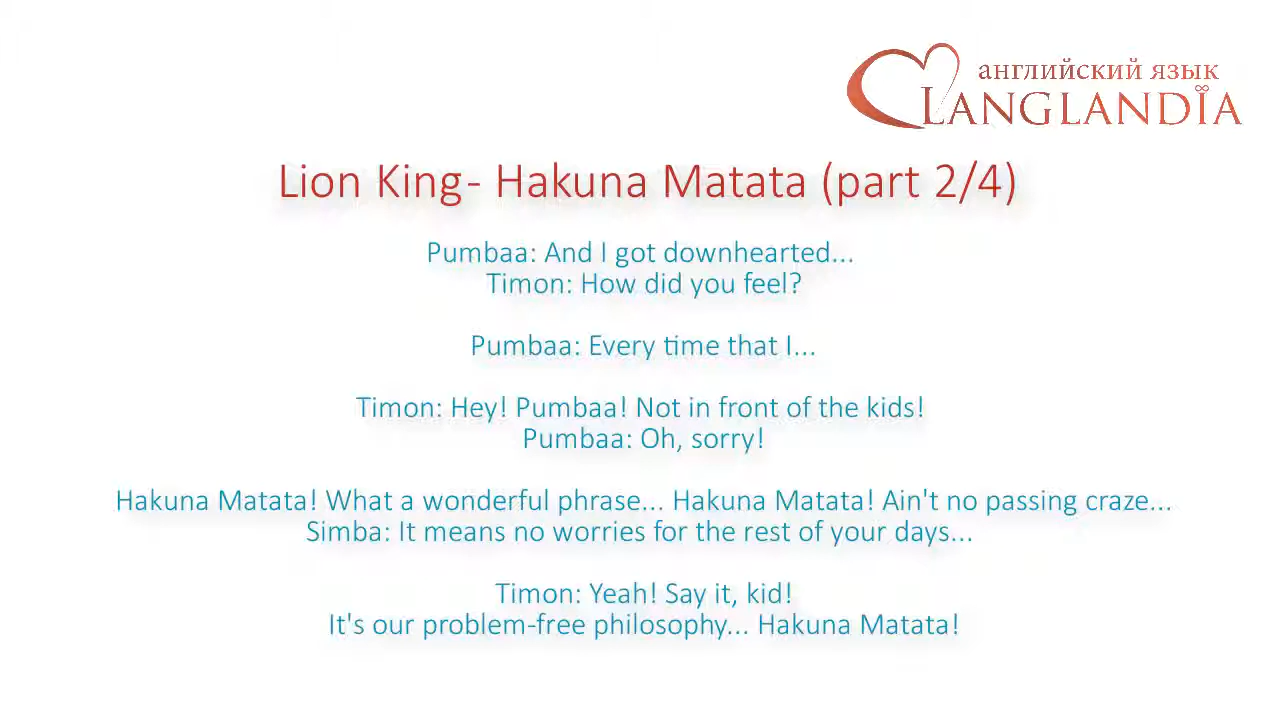 английский язык
LANGLANDÏA
Lion King- Hakuna Matata (part 2/4)
Pumbaa: And I got downhearted...
Timon: How did you feel?
Pumbaa: Every time that I...
Timon: Hey! Pumbaa! Not in front of the kids!
Pumbaa: Oh, sorry!
Hakuna Matata! What a wonderful phrase... Hakuna Matata! Ain't no passing craze...
Simba: It means no worries for the rest of your days...
Timon: Yeah! Say it, kid!
It's our problem-free philosophy... Hakuna Matata!